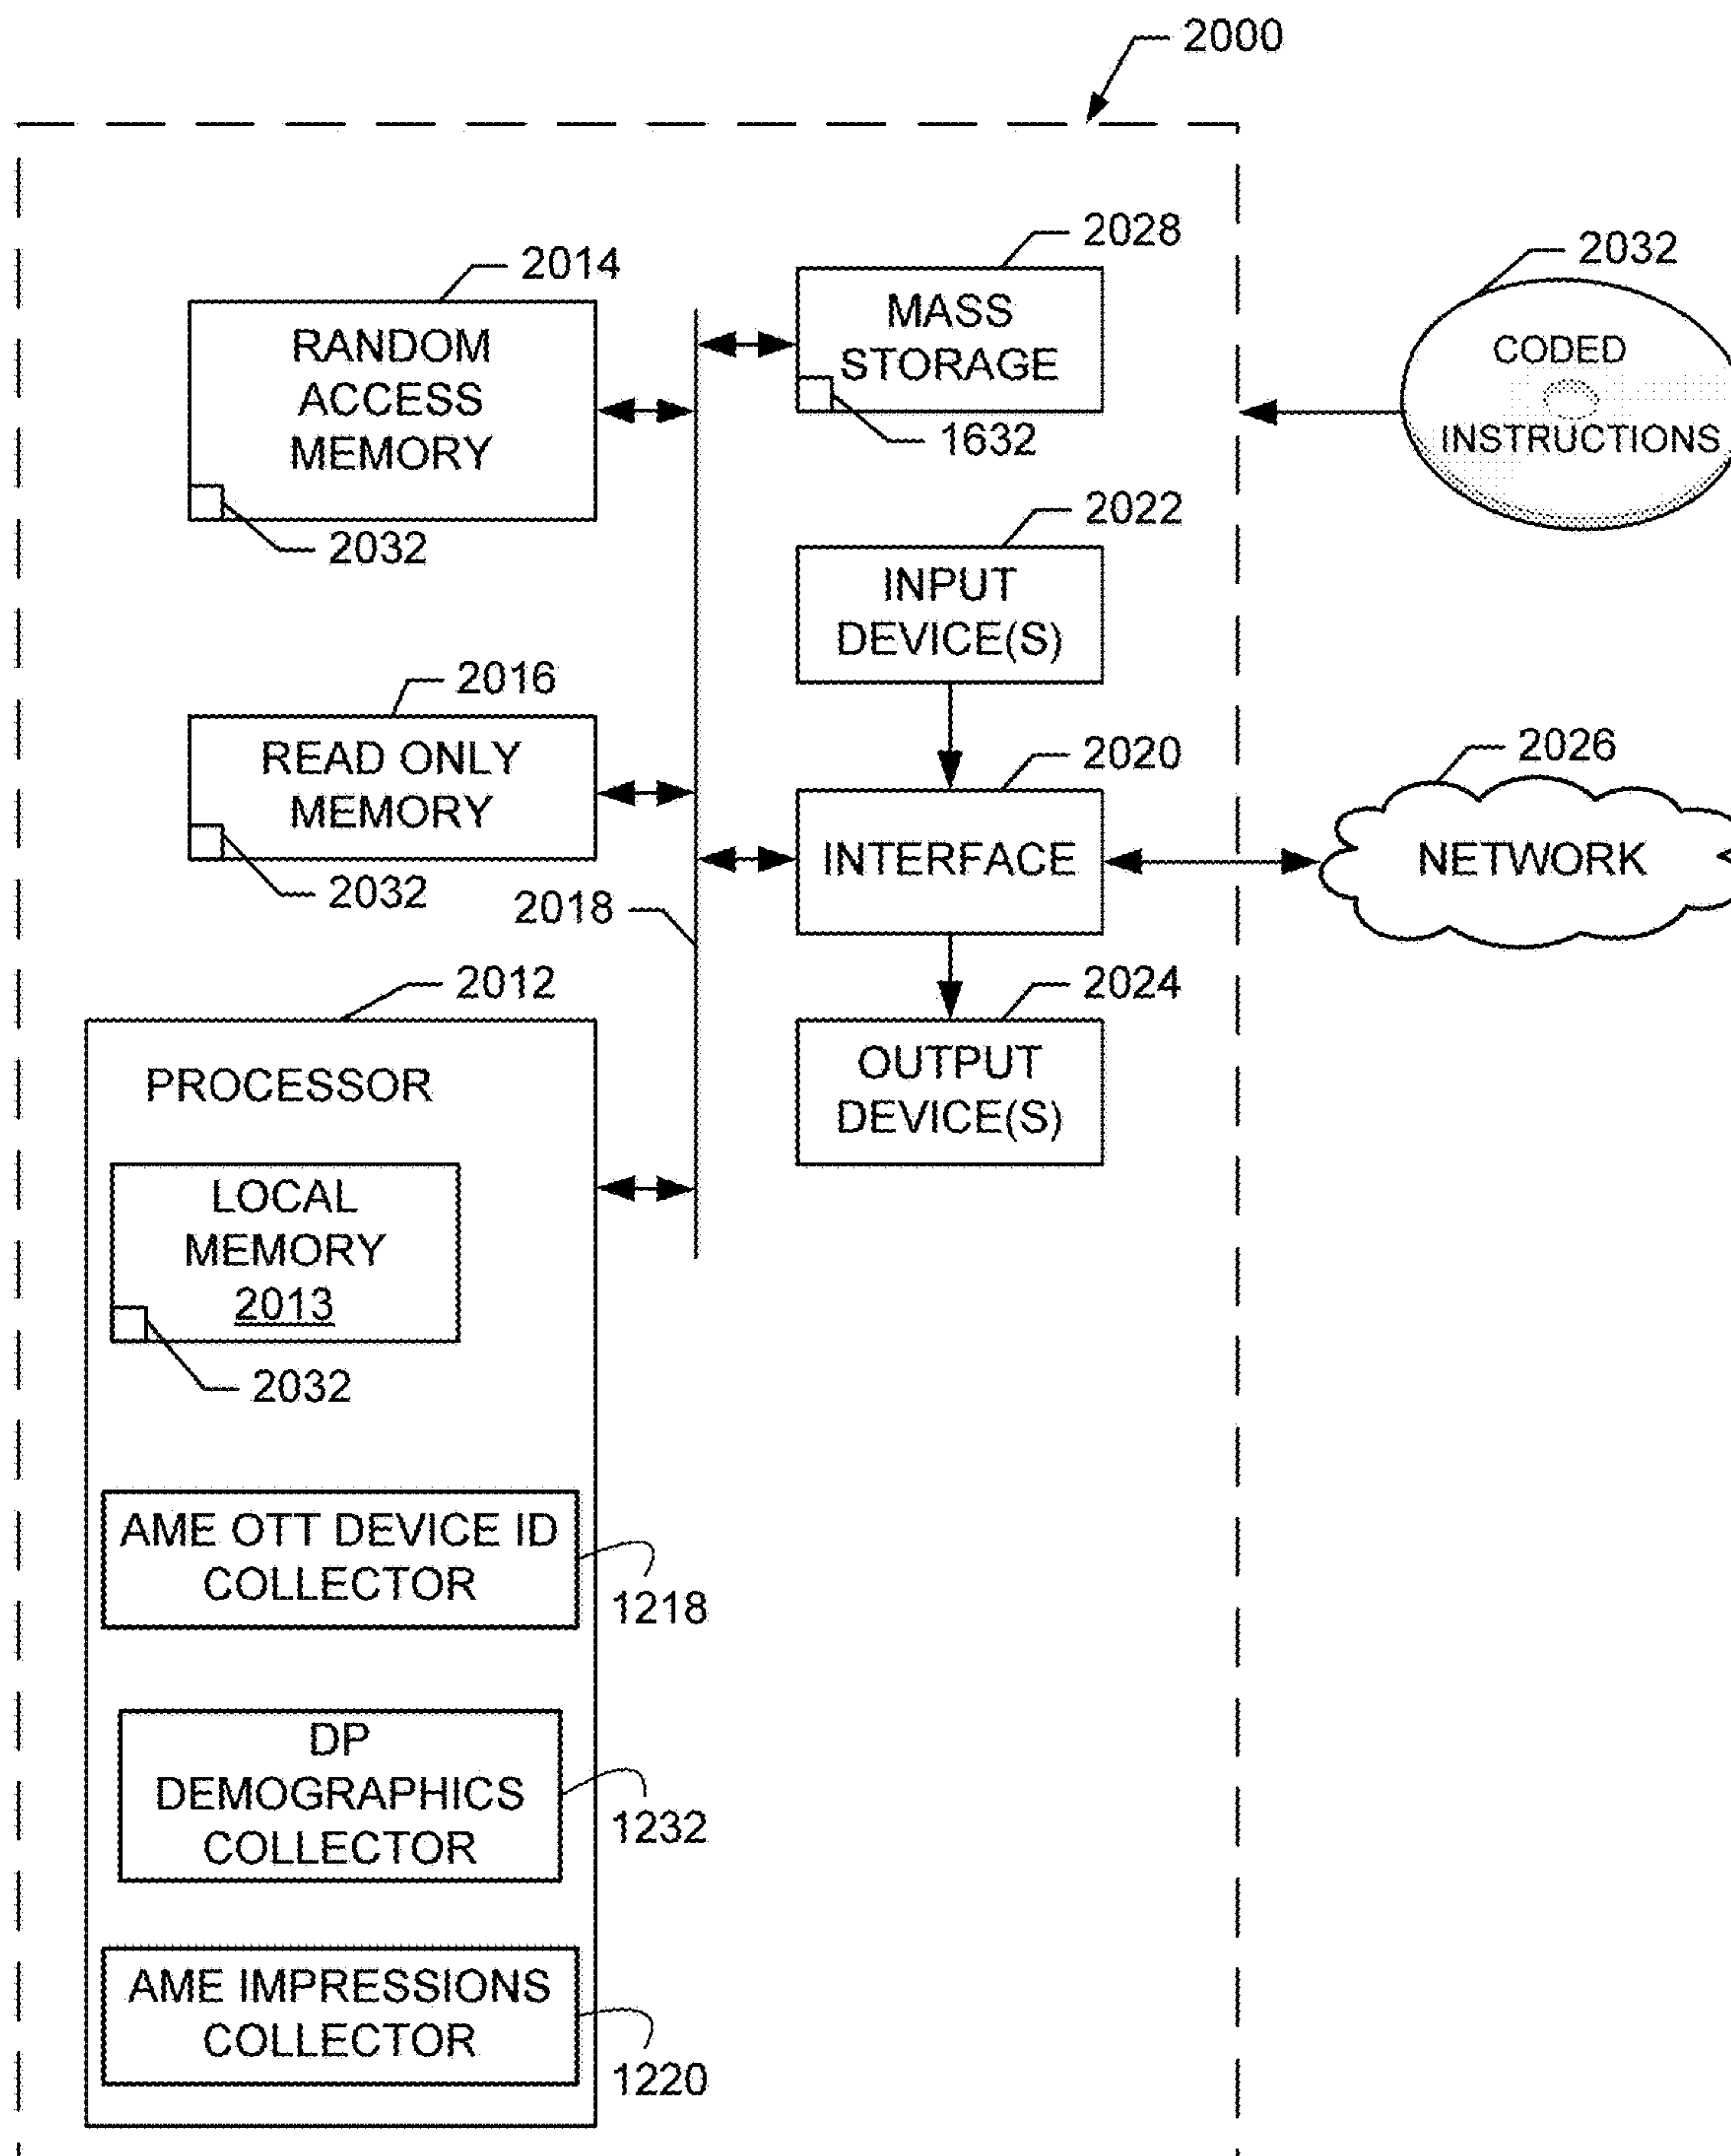 2000
2014
RANDOM
ACCESS
MEMORY
2032
2028
MASS
STORAGE
1632
2032
CODED
INSTRUCTIONS
2022
INPUT
DEVICE(S)
2016
READ ONLY
MEMORY
2032
2018
2020
INTERFACE
2026
NETWORK
2024
OUTPUT
DEVICE(S)
2012
PROCESSOR
LOCAL
MEMORY
2013
2032
AME OTT DEVICE ID
COLLECTOR
1218
DP
DEMOGRAPHICS
COLLECTOR
1232
AME IMPRESSIONS
COLLECTOR
1220